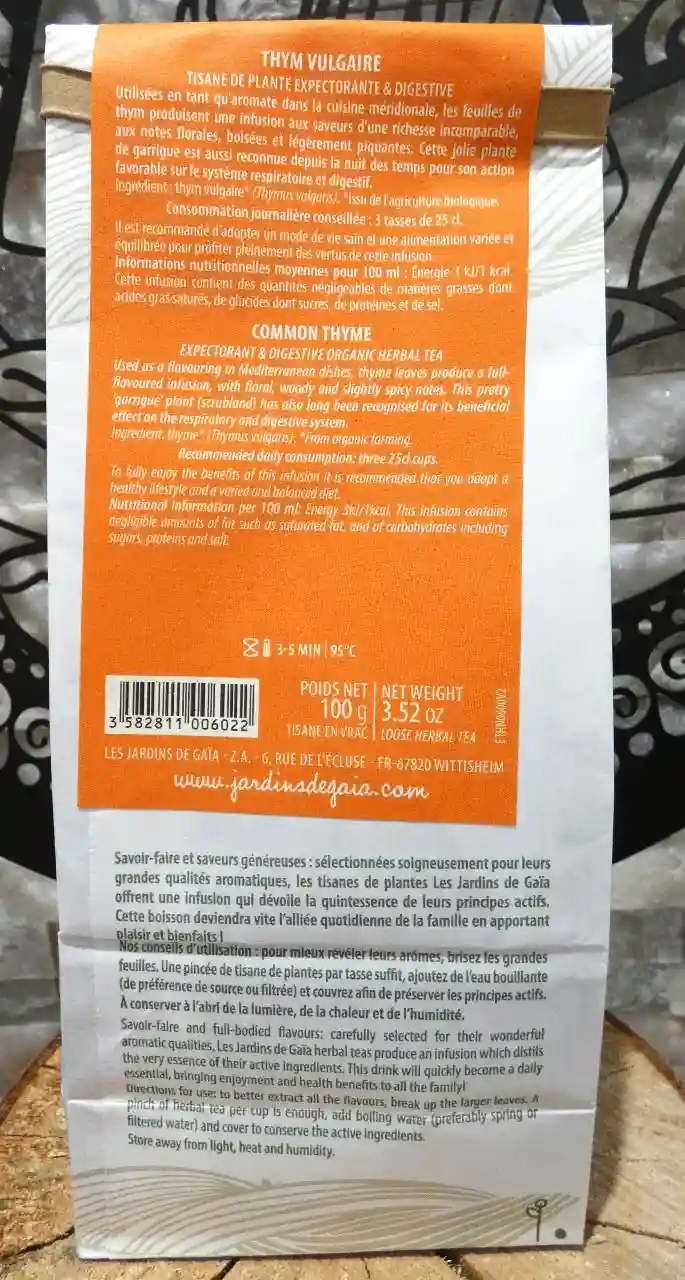 THYM VULGAIRE
TISANE DE PLANTE EXPECTORANTE & DIGESTIVE
Utilisées en tant qu'aromate dans la cuisine méridionale, les feuilles de
thym produisent une infusion aux saveurs d'une richesse incomparable,
aux notes florales, boisées et légèrement piquantes. Cette jolie plante
de garrigue est aussi reconnue depuis la nuit des temps pour son action
favorable sur le système respiratoire et digestif.
Ingrédient : thym vulgaire* (Thymus vulgaris). *Issu de l'agriculture biologique.
Consommation journalière conseillée : 3 tasses de 25 cl.
Il est recommandé d'adopter un mode de vie sain et une alimentation variée et
équilibrée pour profiter pleinement des vertus de cette infusion.
Informations nutritionnelles moyennes pour 100 ml : Énergie kJ/1 kcal.
Cette infusion contient des quantités négligeables de matières grasses dont
acides gras saturés, de glucides dont sucres, de protéines et de sel.
COMMON THYME
EXPECTORANT & DIGESTIVE ORGANIC HERBAL TEA
Used as a flavouring in Mediterranean dishes, thyme leaves produce a full-
flavoured infusion, with floral, woody and slightly spicy notes. This pretty
'garrigue' plant (scrubland) has also long been recognised for its beneficial
effect on the respiratory and digestive system.
Ingredient: thyme* (Thymus vulgaris). *From organic farming.
Recommended daily consumption: three 25cl cups.
To fully enjoy the benefits of this infusion it is recommended that you adopt a
healthy lifestyle and a varied and balanced diet.
Nutritional information per 100 ml: Energy 3kJ/1kcal. This infusion contains
negligible amounts of fat such as saturated fat, and of carbohydrates including
sugars, proteins and salt.
3-5 MIN | 95°C
POIDS NET | NET WEIGHT
100 g | 3.52 OZ
TISANE EN VRAC | LOOSE HERBAL TEA
ETHN0600V2
3 582811 006022
LES JARDINS DE GAÏA - Z.A. - 6, RUE DE L'ÉCLUSE - FR-67820 WITTISHEIM
www.jardinsdegaia.com
Savoir-faire et saveurs généreuses : sélectionnées soigneusement pour leurs
grandes qualités aromatiques, les tisanes de plantes Les Jardins de Gaïa
offrent une infusion qui dévoile la quintessence de leurs principes actifs.
Cette boisson deviendra vite l'alliée quotidienne de la famille en apportant
plaisir et bienfaits !
Nos conseils d'utilisation : pour mieux révéler leurs arômes, brisez les grandes
feuilles. Une pincée de tisane de plantes par tasse suffit, ajoutez de l'eau bouillante
(de préférence de source ou filtrée) et couvrez afin de préserver les principes actifs.
À conserver à l'abri de la lumière, de la chaleur et de l'humidité.
Savoir-faire and full-bodied flavours: carefully selected for their wonderful
aromatic qualities, Les Jardins de Gaïa herbal teas produce an infusion which distils
the very essence of their active ingredients. This drink will quickly become a daily
essential, bringing enjoyment and health benefits to all the family!
Directions for use: to better extract all the flavours, break up the larger leaves. A
pinch of herbal tea per cup is enough, add boiling water (preferably spring or
filtered water) and cover to conserve the active ingredients.
Store away from light, heat and humidity.